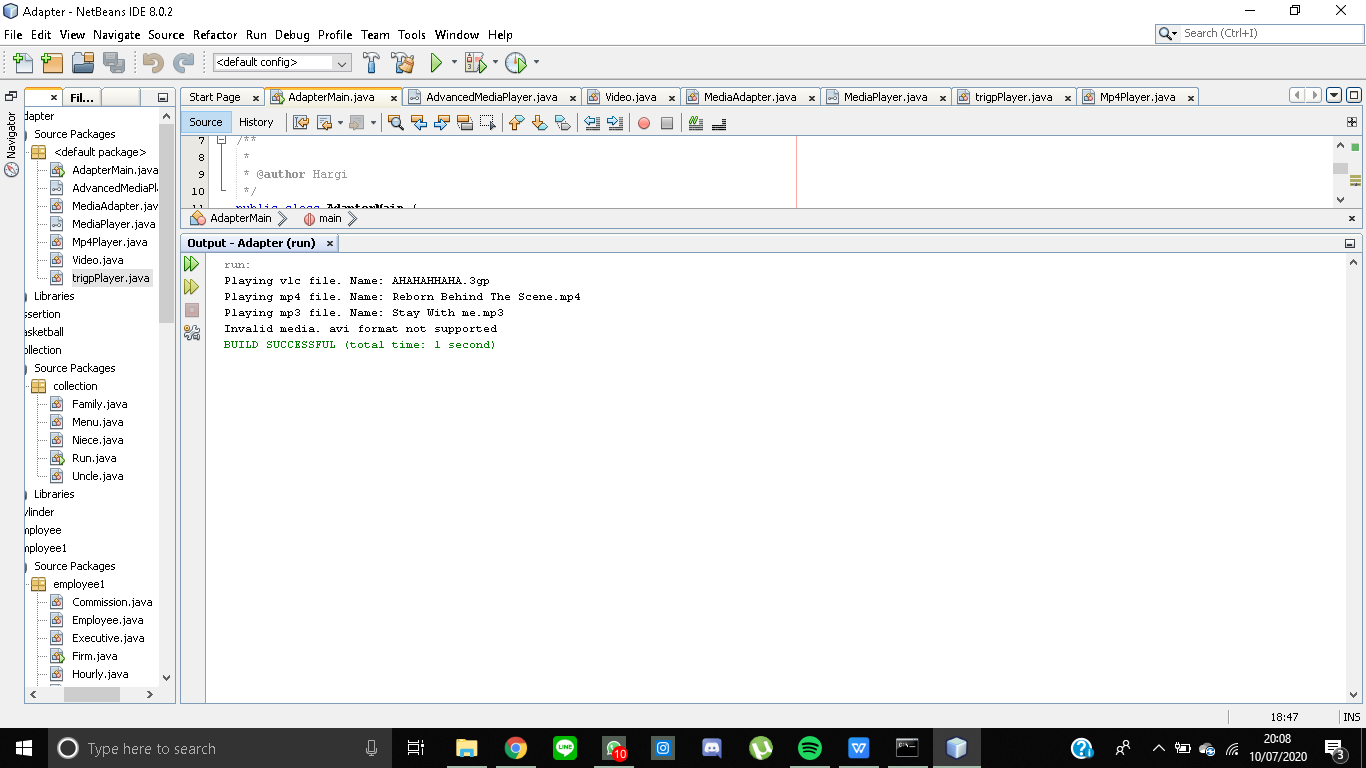 Adapter - NetBeans IDE 8.0.2
File Edit View Navigate Source Refactor Run Debug Profile Team Tools Window Help
Search (Ctrl+I)
<default config>
Fil...
Start Page AdapterMain.java AdvancedMediaPlayer.java Video.java MediaAdapter.java MediaPlayer.java trigpPlayer.java Mp4Player.java
Navigator
Source History
7 /**
8 *
9 * @author Hargi
10 */
11 public class AdapterMain {
AdapterMain main
dapter
Source Packages
<default package>
AdapterMain.java
AdvancedMediaPl
MediaAdapter.jav
MediaPlayer.java
Mp4Player.java
Video.java
trigpPlayer.java
Libraries
ssertion
asketball
ollection
Source Packages
collection
Family.java
Menu.java
Niece.java
Run.java
Uncle.java
Libraries
ylinder
mployee
mployee1
Source Packages
employee1
Commission.java
Employee.java
Executive.java
Firm.java
Hourly.java
Output - Adapter (run)
run:
Playing vlc file. Name: AHAHAHHAHA.3gp
Playing mp4 file. Name: Reborn Behind The Scene.mp4
Playing mp3 file. Name: Stay With me.mp3
Invalid media. avi format not supported
BUILD SUCCESSFUL (total time: 1 second)
18:47 INS
Type here to search
LINE
10
W
20:08
10/07/2020
3